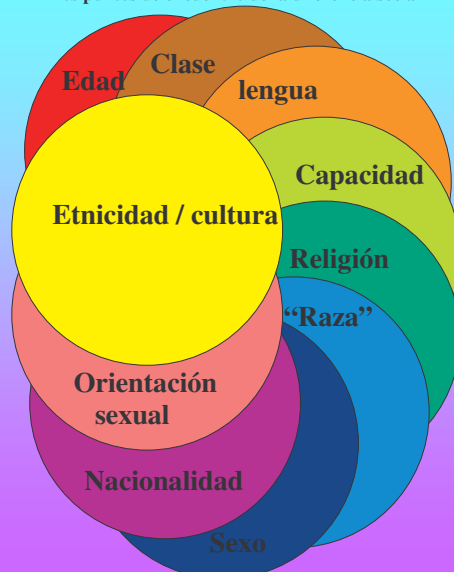 Edad
Clase
lengua
Capacidad
Etnicidad / cultura
Religión
“Raza”
Orientación
sexual
Nacionalidad
Sexo